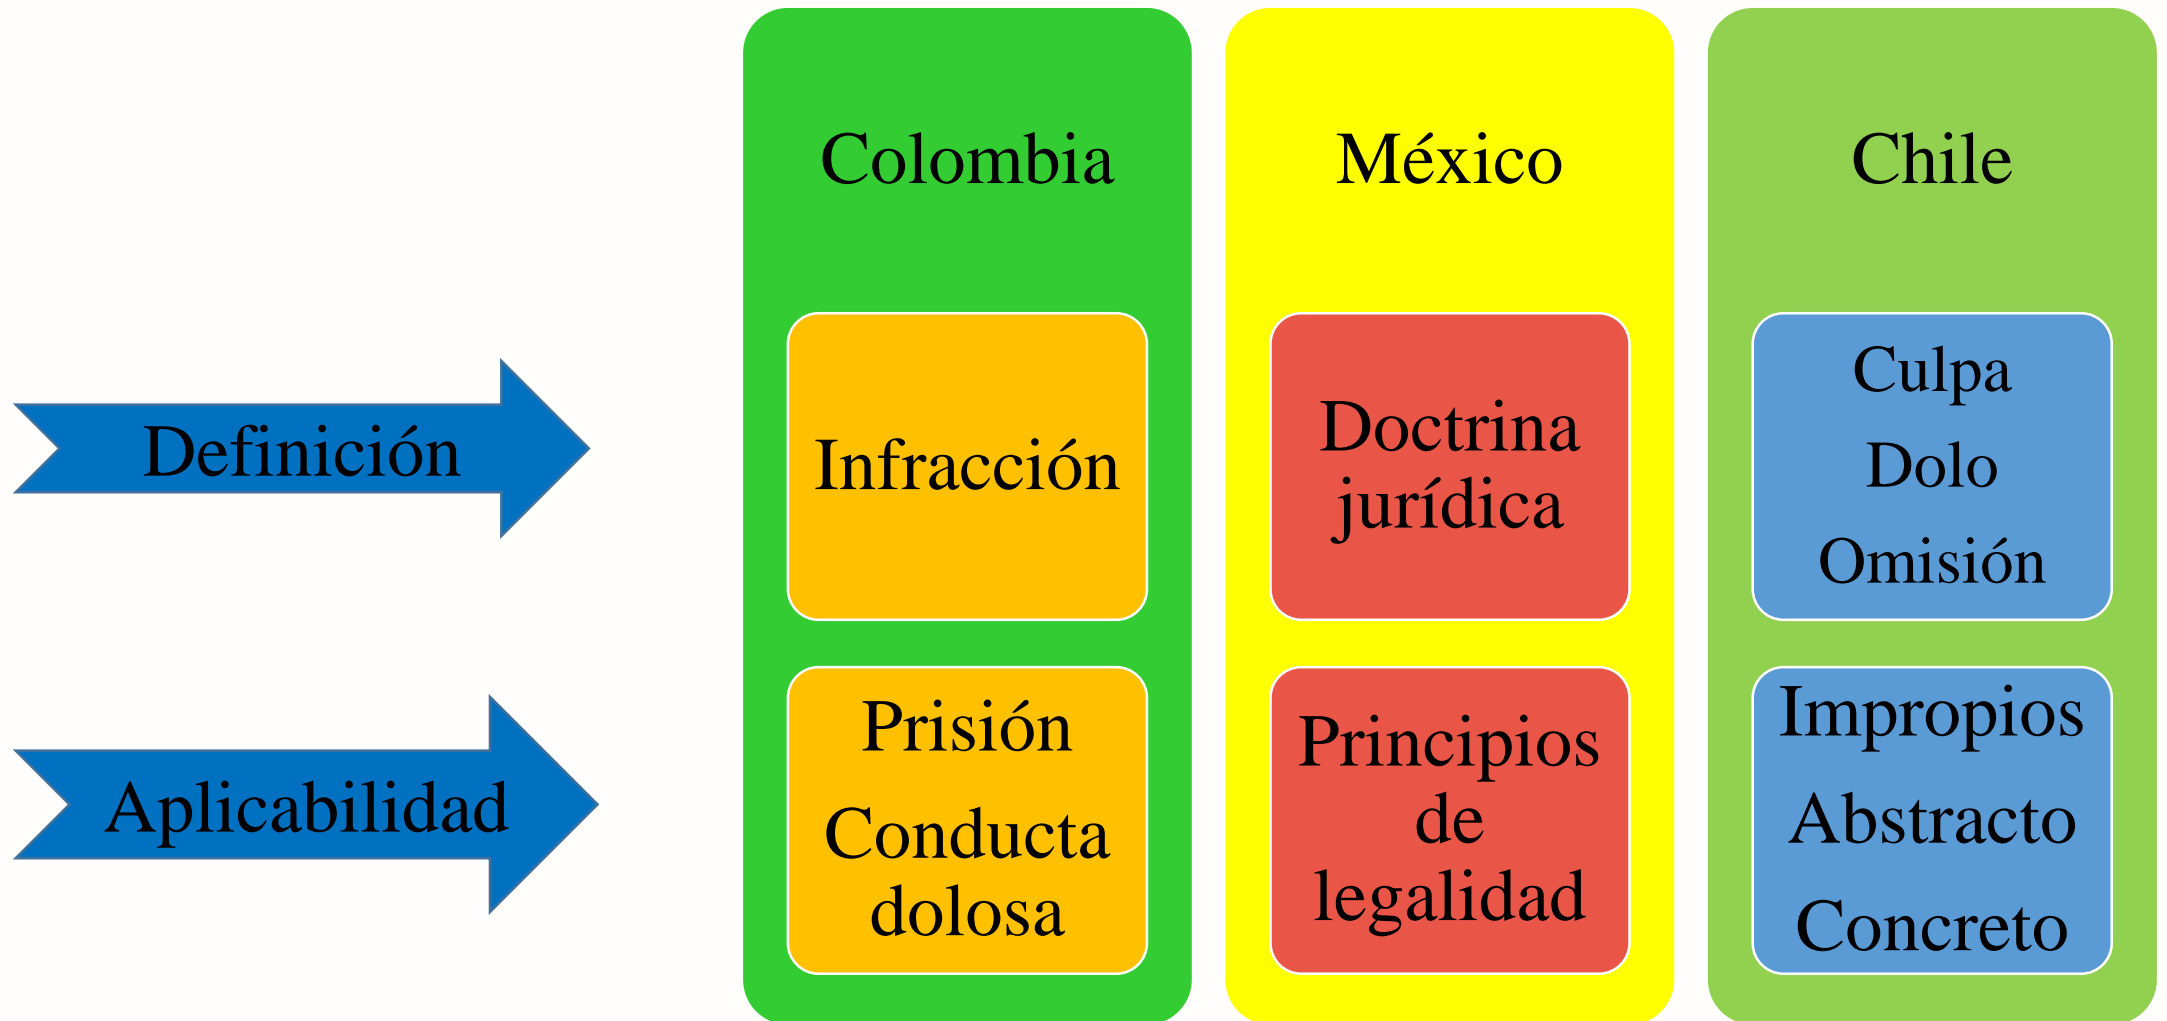 Colombia
México
Chile
Definición
Infracción
Doctrina
jurídica
Culpa
Dolo
Omisión
Aplicabilidad
Prisión
Conducta
dolosa
Principios
de
legalidad
Impropios
Abstracto
Concreto